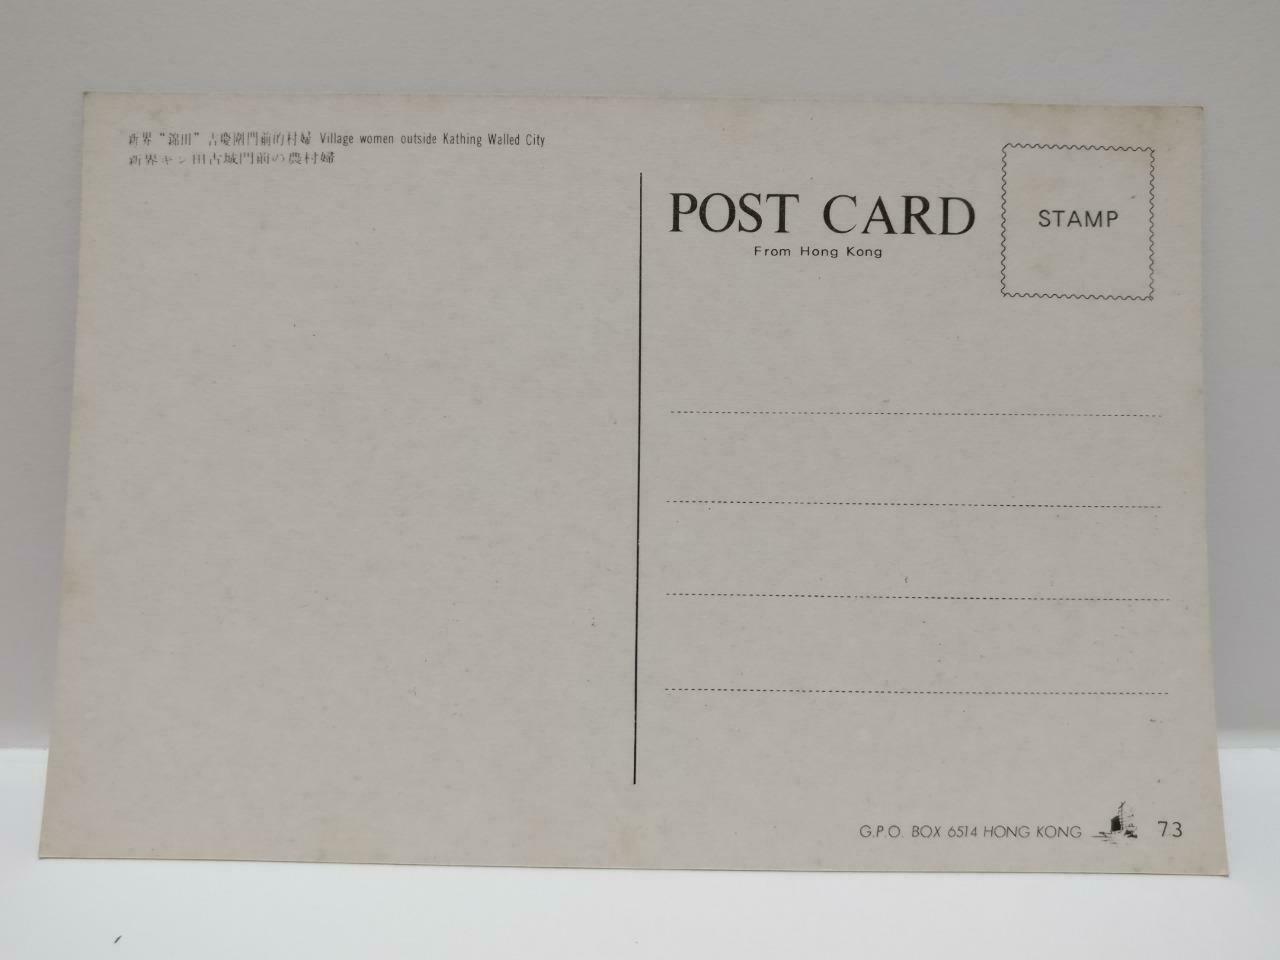 新界“錦田”吉慶圍門前的村婦 Village women outside Kathing Walled City
新界キン田古城門前の農村婦
POST CARD
From Hong Kong
STAMP
G.P.O. BOX 6514 HONG KONG 73